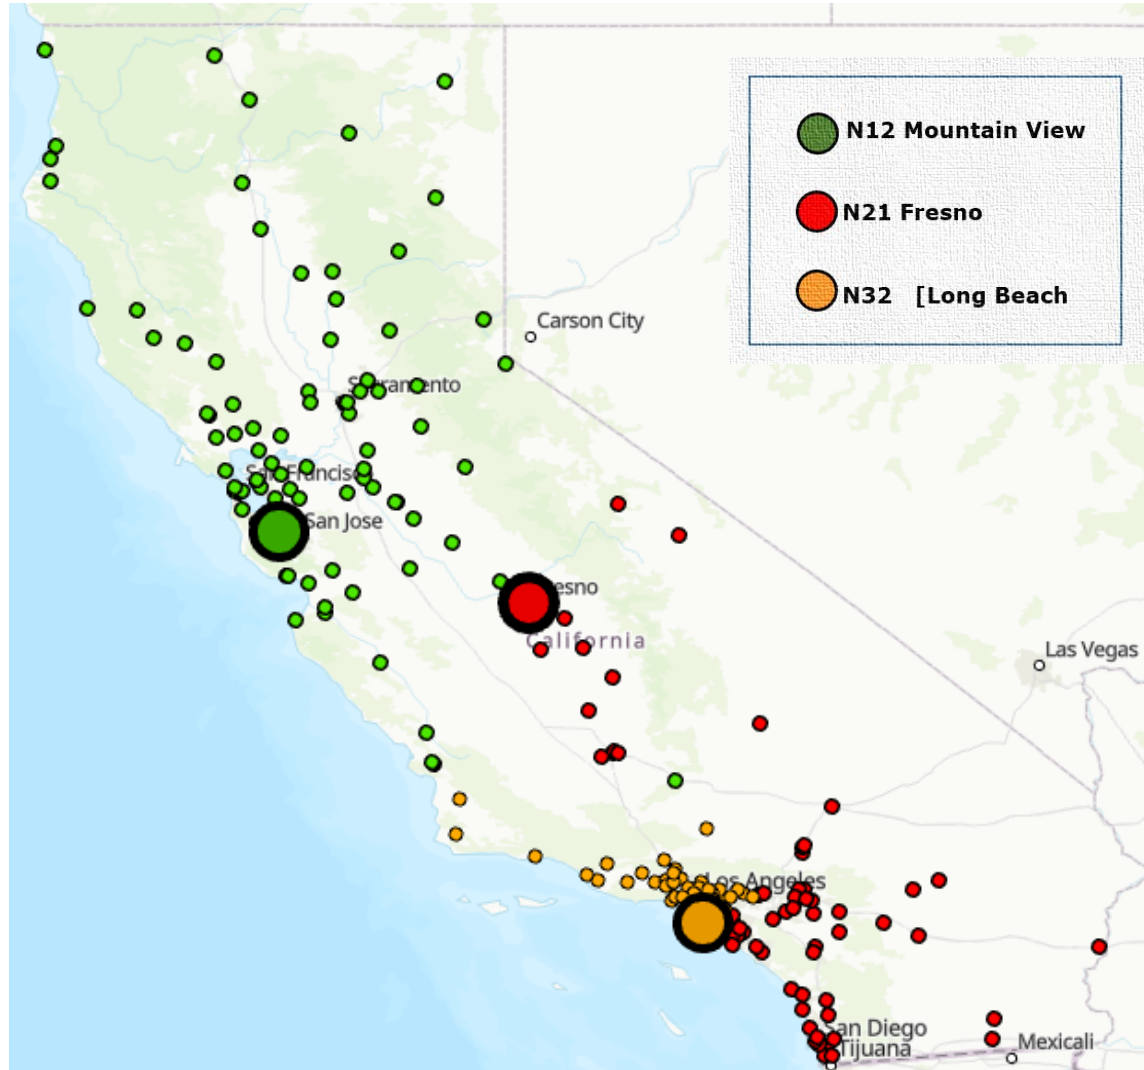 N12 Mountain View
N21 Fresno
N32 [Long Beach
Carson City
Sacramento
San Francisco
San Jose
esno
California
Las Vegas
Los Angeles
San Diego
Tijuana
Mexicali